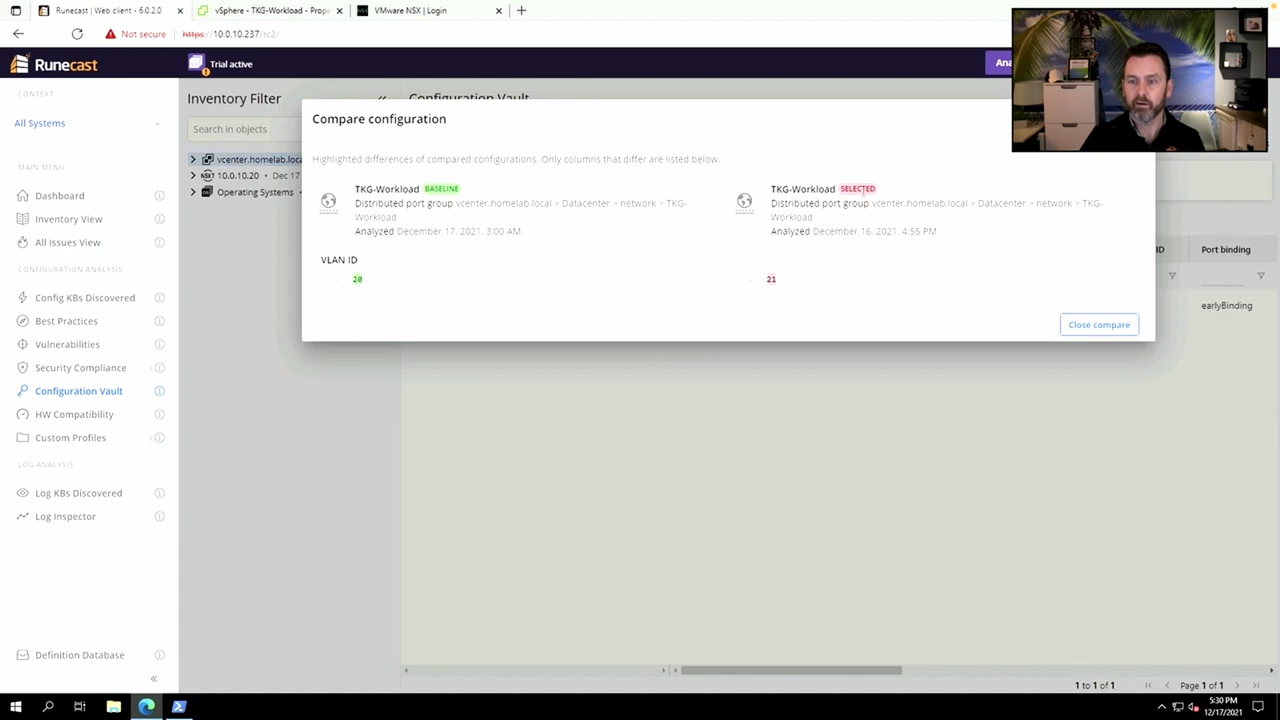 Runecast | Web client - 6.0.2.0
vSphere - TKG-Workload - Prope
VMware NSX | Login
Not secure
https://10.0.10.237/rc2/
Runecast
Trial active
Ana
CONTEXT
All Systems
MAIN MENU
Dashboard
Inventory View
All Issues View
CONFIGURATION ANALYSIS
Config KBs Discovered
Best Practices
Vulnerabilities
Security Compliance
Configuration Vault
HW Compatibility
Custom Profiles
LOG ANALYSIS
Log KBs Discovered
Log Inspector
Definition Database
Inventory Filter
Search in objects
vcenter.homelab.loca
NSX-T 10.0.10.20 • Dec 17
OS Operating Systems •
Configuration Vault
Compare configuration
Highlighted differences of compared configurations. Only columns that differ are listed below.
TKG-Workload BASELINE
Distributed port group vcenter.homelab.local > Datacenter > network > TKG-
Workload
Analyzed December 17, 2021, 3:00 AM
TKG-Workload SELECTED
Distributed port group vcenter.homelab.local > Datacenter > network > TKG-
Workload
Analyzed December 16, 2021, 4:55 PM
VLAN ID
- 20
- 21
Close compare
ID
Port binding
earlyBinding
1 to 1 of 1
Page 1 of 1
5:30 PM
12/17/2021